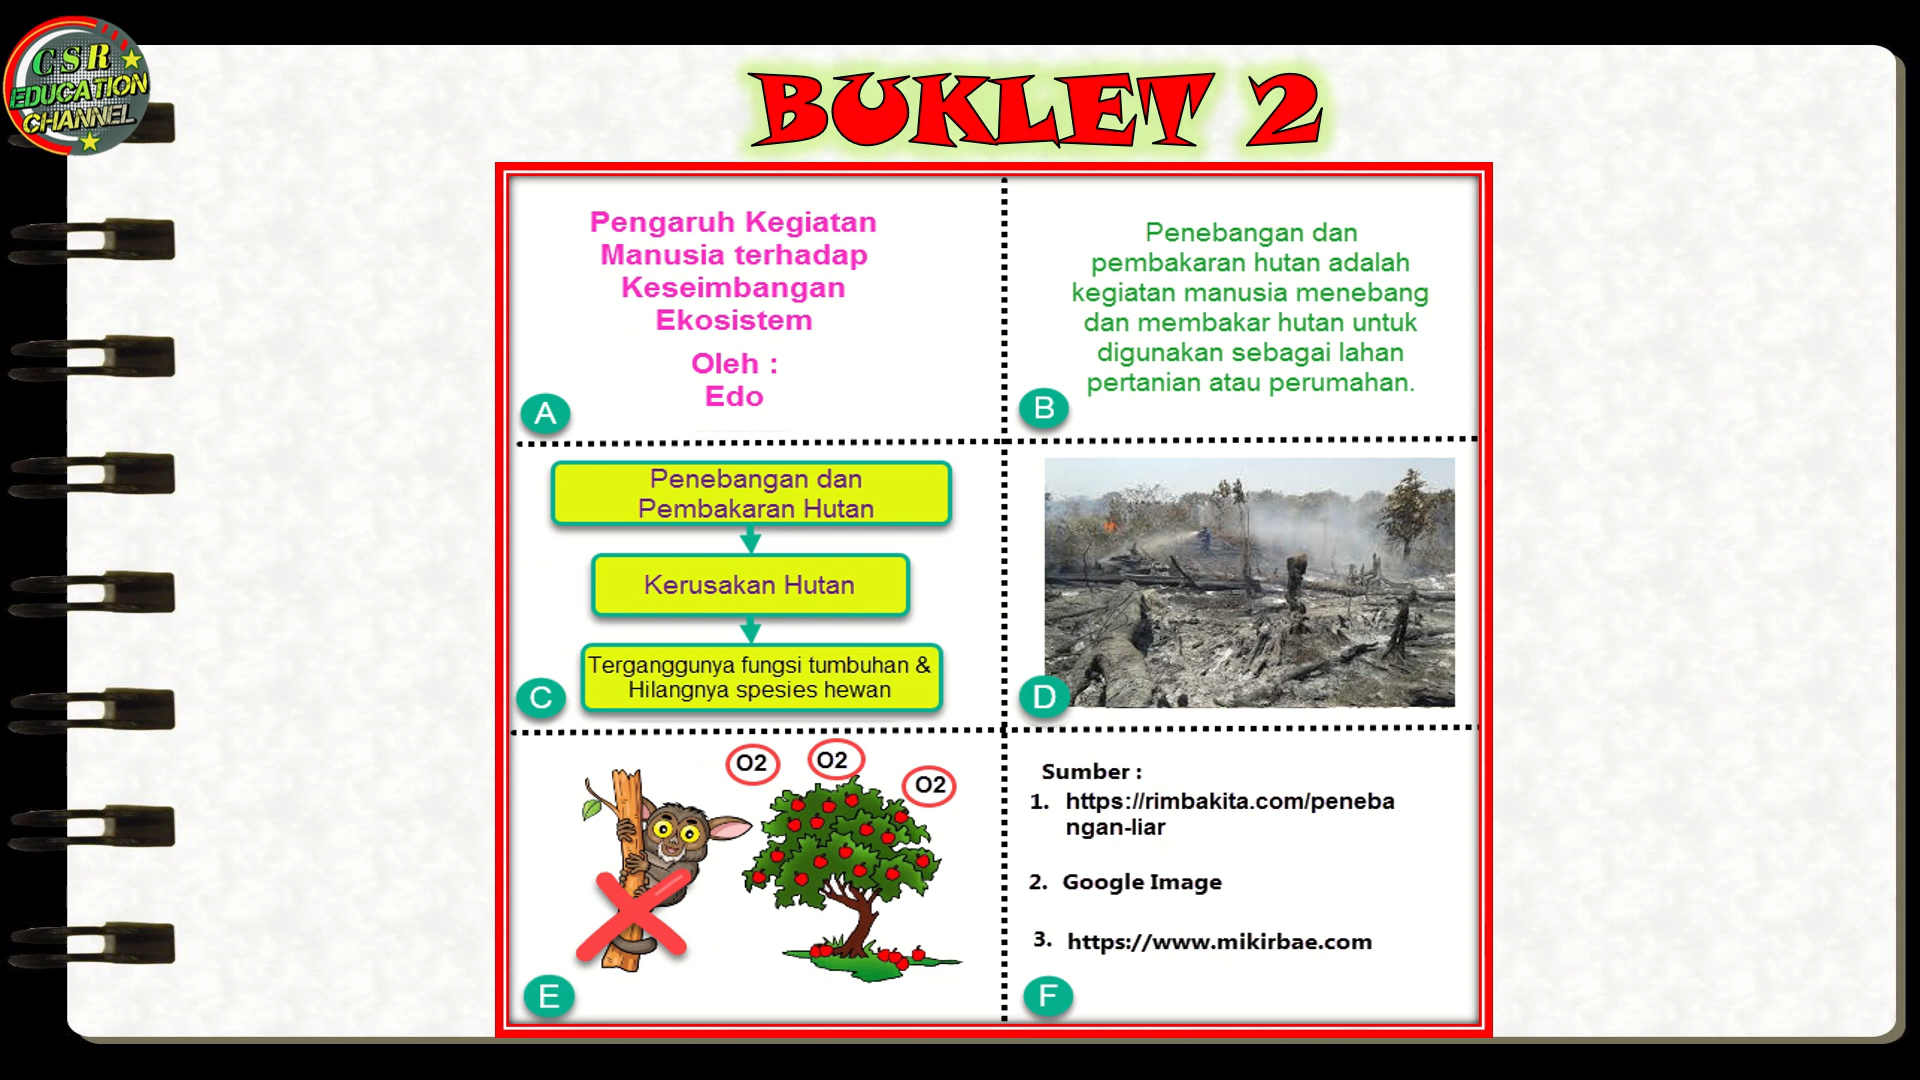 CSR
EDUCATION
CHANNEL
BUKLET 2
Pengaruh Kegiatan
Manusia terhadap
Keseimbangan
Ekosistem
Oleh :
Edo
A
Penebangan dan
pembakaran hutan adalah
kegiatan manusia menebang
dan membakar hutan untuk
digunakan sebagai lahan
pertanian atau perumahan.
B
Penebangan dan
Pembakaran Hutan
Kerusakan Hutan
Terganggunya fungsi tumbuhan &
Hilangnya spesies hewan
C
D
O2
O2
O2
E
Sumber :
1. https://rimbakita.com/peneba
ngan-liar
2. Google Image
3. https://www.mikirbae.com
F